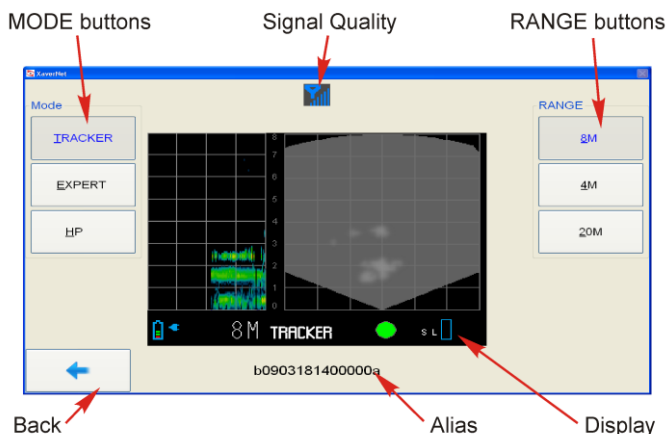 MODE buttons
Signal Quality
RANGE buttons
XaverNet
Mode
RANGE
TRACKER
EXPERT
HP
8M
4M
20M
8
7
6
5
4
3
2
1
0
8M TRACKER
S L
b0903181400000a
Back
Alias
Display